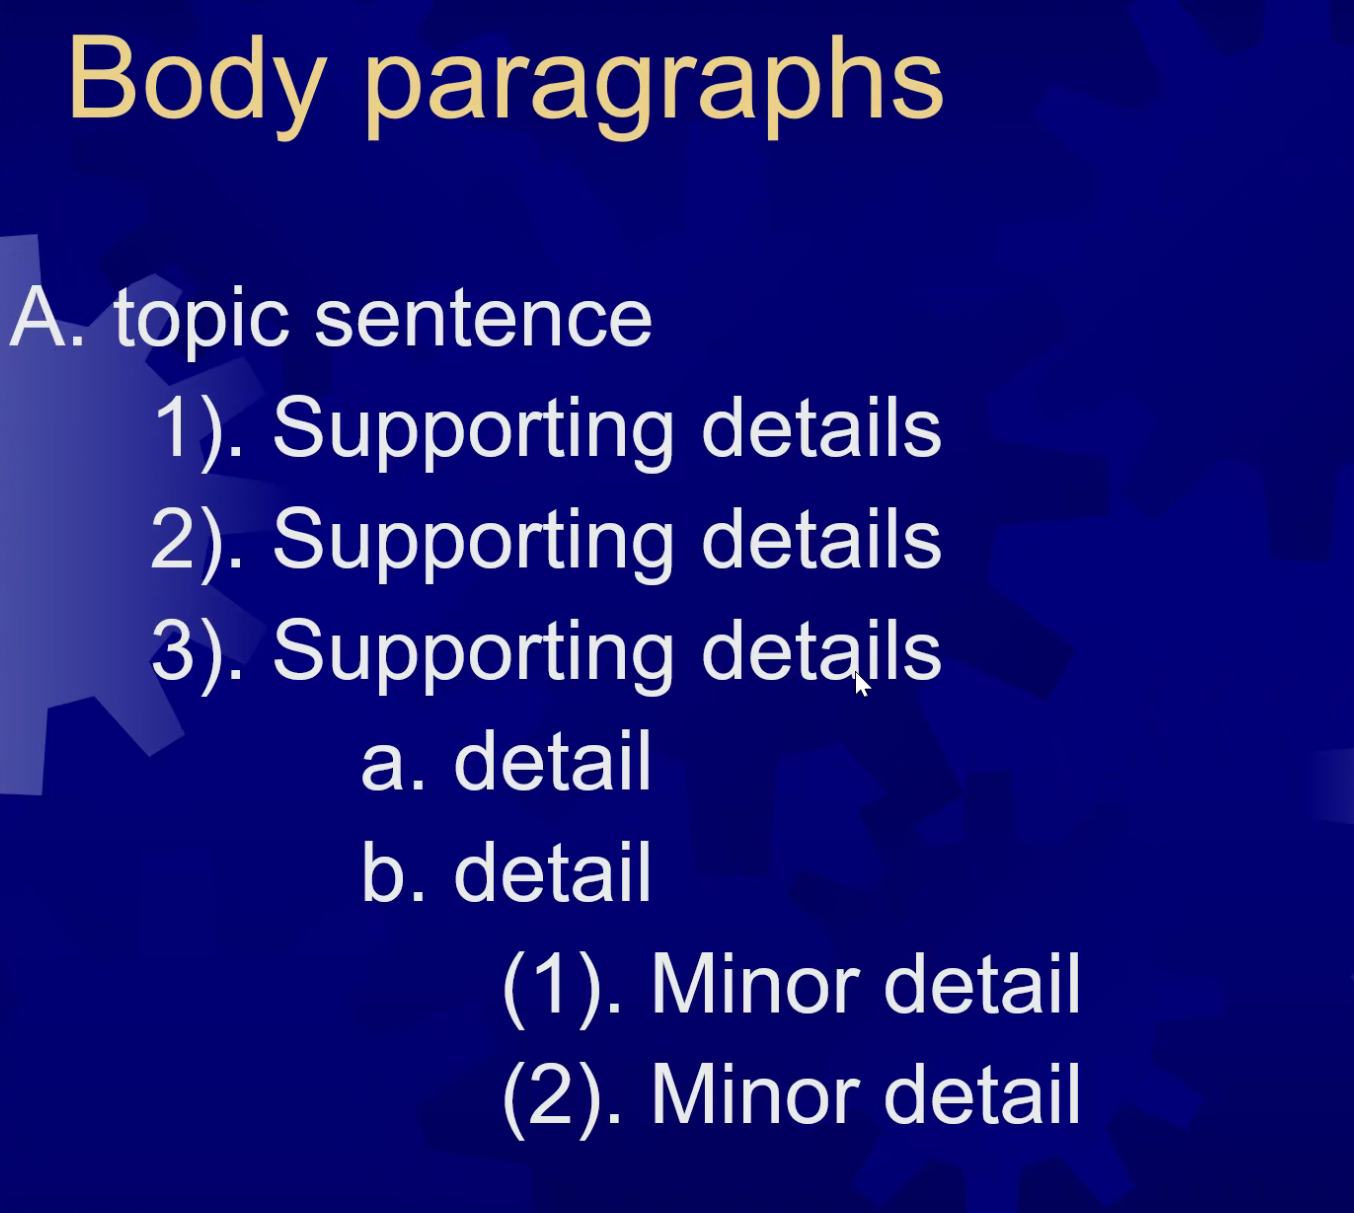 Body paragraphs
A. topic sentence
1). Supporting details
2). Supporting details
3). Supporting details
a. detail
b. detail
(1). Minor detail
(2). Minor detail